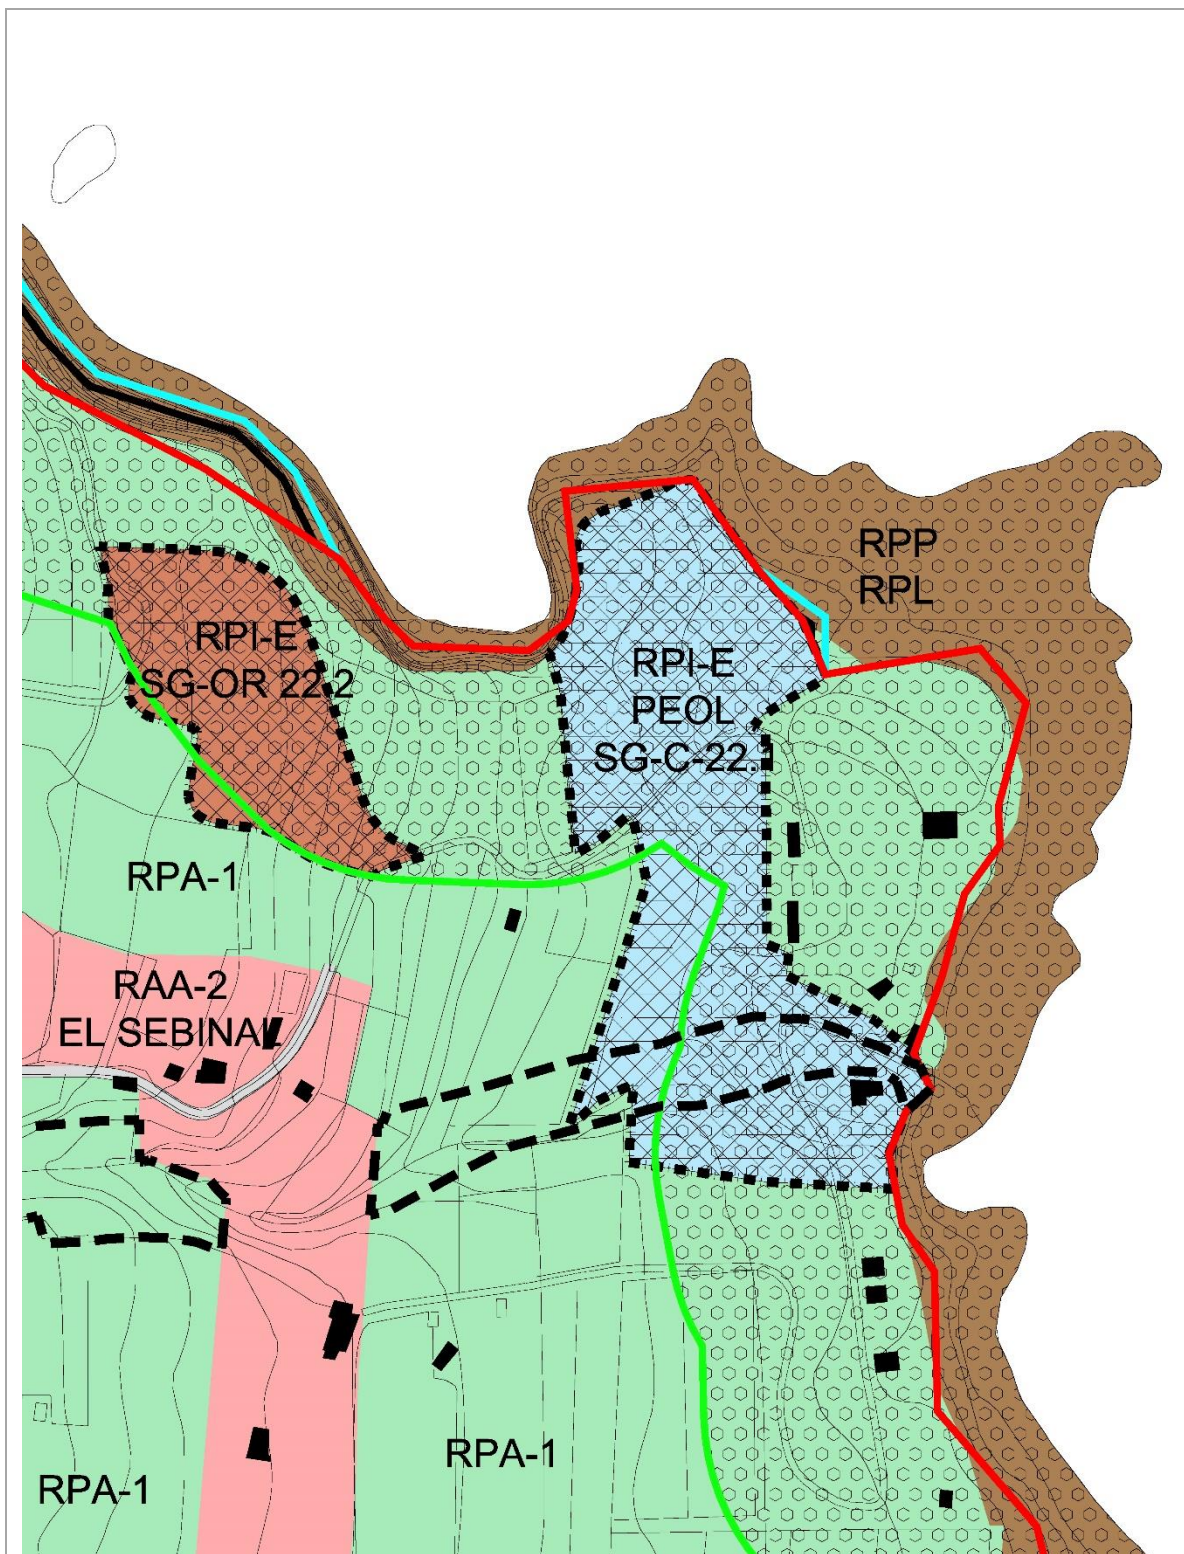 RPP
RPL
RPI-E
SG-OR 22.2
RPI-E
PEOL
SG-C-22.1
RPA-1
RAA-2
EL SEBINAL
RPA-1
RPA-1